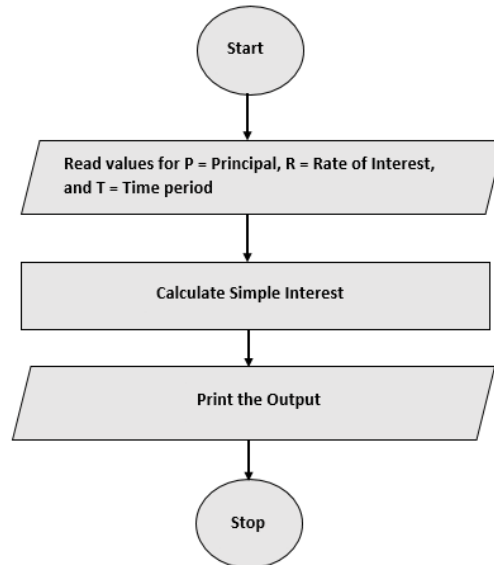 Start
Read values for P = Principal, R = Rate of Interest,
and T = Time period
Calculate Simple Interest
Print the Output
Stop